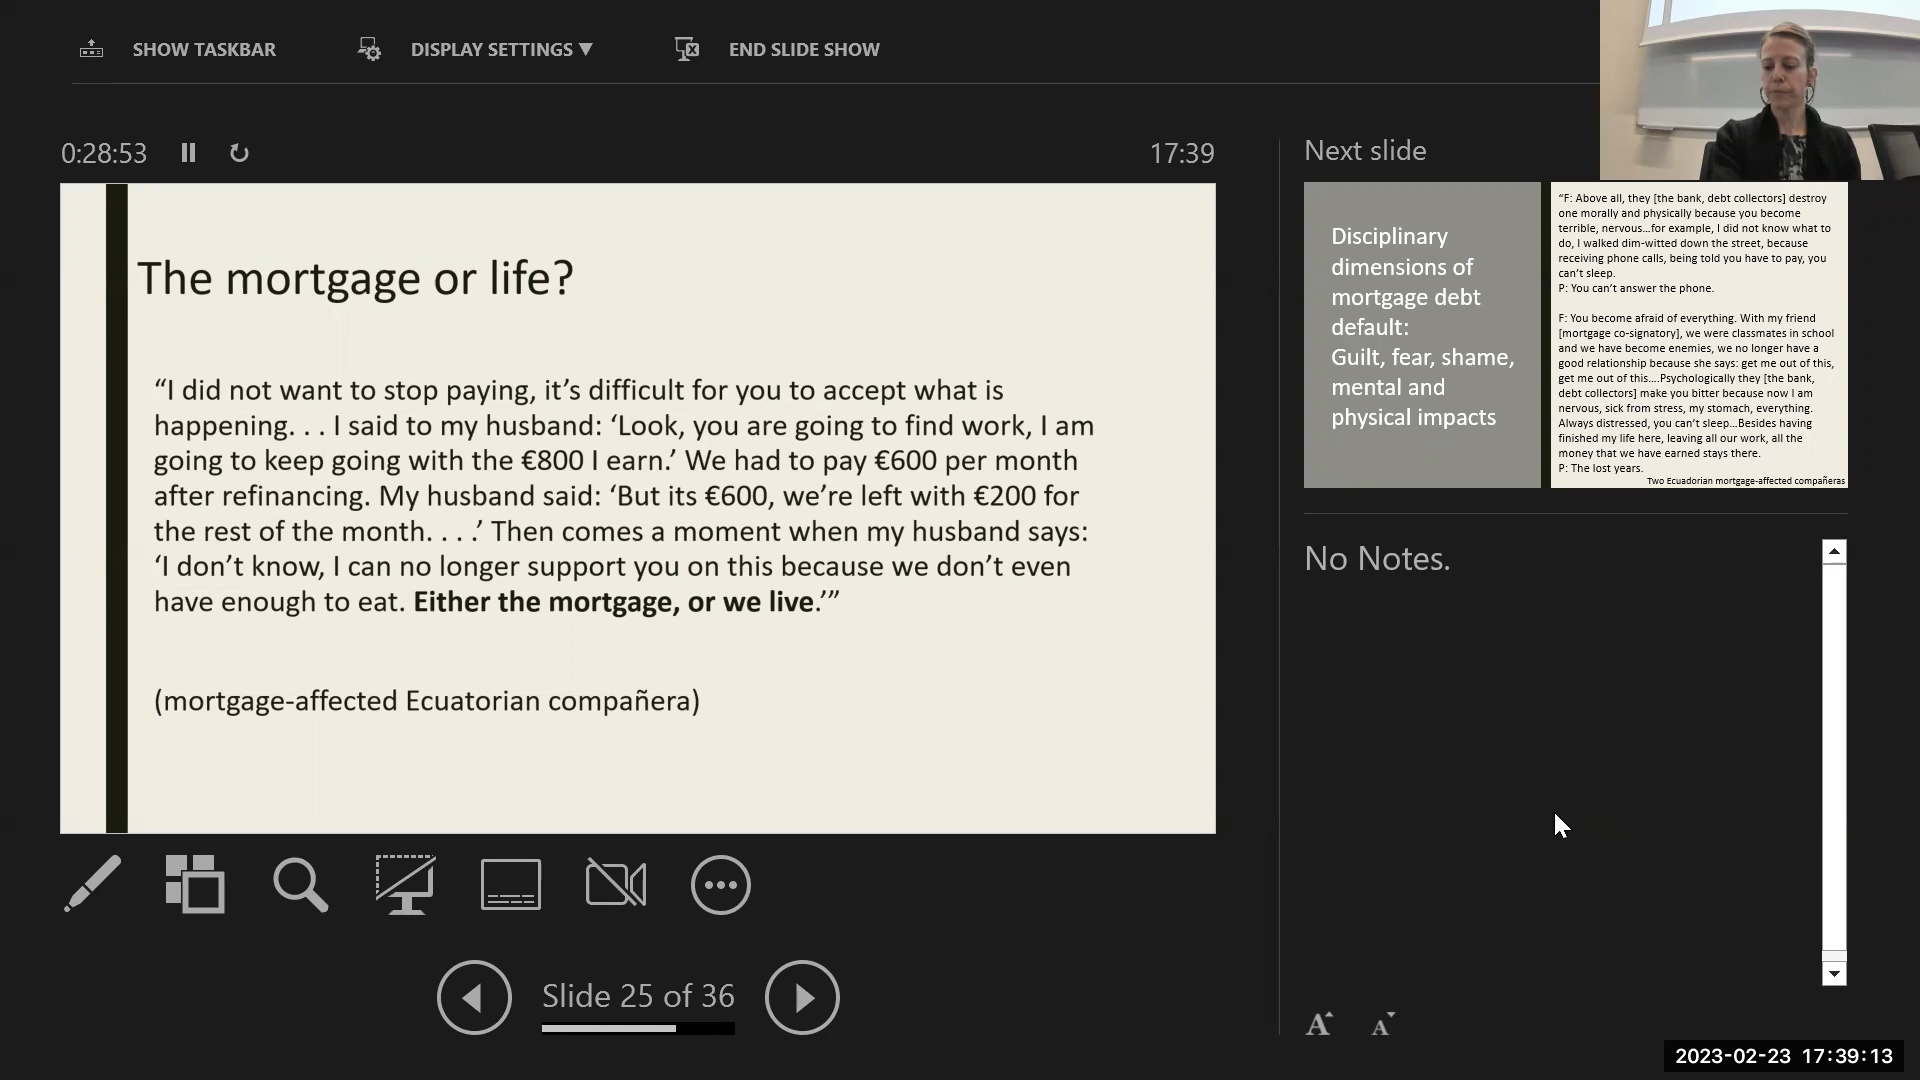 SHOW TASKBAR
DISPLAY SETTINGS ▼
END SLIDE SHOW
0:28:53
17:39
The mortgage or life?
“I did not want to stop paying, it’s difficult for you to accept what is
happening. . . I said to my husband: ‘Look, you are going to find work, I am
going to keep going with the €800 I earn.’ We had to pay €600 per month
after refinancing. My husband said: ‘But its €600, we’re left with €200 for
the rest of the month. . . .’ Then comes a moment when my husband says:
‘I don’t know, I can no longer support you on this because we don’t even
have enough to eat. Either the mortgage, or we live.’”
(mortgage-affected Ecuatorian compañera)
Slide 25 of 36
Next slide
Disciplinary
dimensions of
mortgage debt
default:
Guilt, fear, shame,
mental and
physical impacts
“F: Above all, they [the bank, debt collectors] destroy
one morally and physically because you become
terrible, nervous…for example, I did not know what to
do, I walked dim-witted down the street, because
receiving phone calls, being told you have to pay, you
can’t sleep.
P: You can’t answer the phone.
F: You become afraid of everything. With my friend
[mortgage co-signatory], we were classmates in school
and we have become enemies, we no longer have a
good relationship because she says: get me out of this,
get me out of this….Psychologically they [the bank,
debt collectors] make you bitter because now I am
nervous, sick from stress, my stomach, everything.
Always distressed, you can’t sleep…Besides having
finished my life here, leaving all our work, all the
money that we have earned stays there.
P: The lost years.
Two Ecuadorian mortgage-affected compañeras
No Notes.
A A
2023-02-23 17:39:13